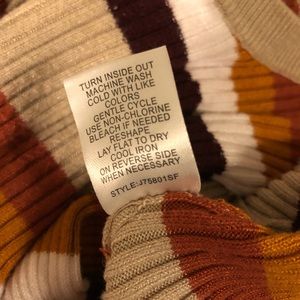 TURN INSIDE OUT
MACHINE WASH
COLD WITH LIKE
COLORS
GENTLE CYCLE
USE NON-CHLORINE
BLEACH IF NEEDED
RESHAPE
LAY FLAT TO DRY
COOL IRON
ON REVERSE SIDE
WHEN NECESSARY
STYLE:J75801SF